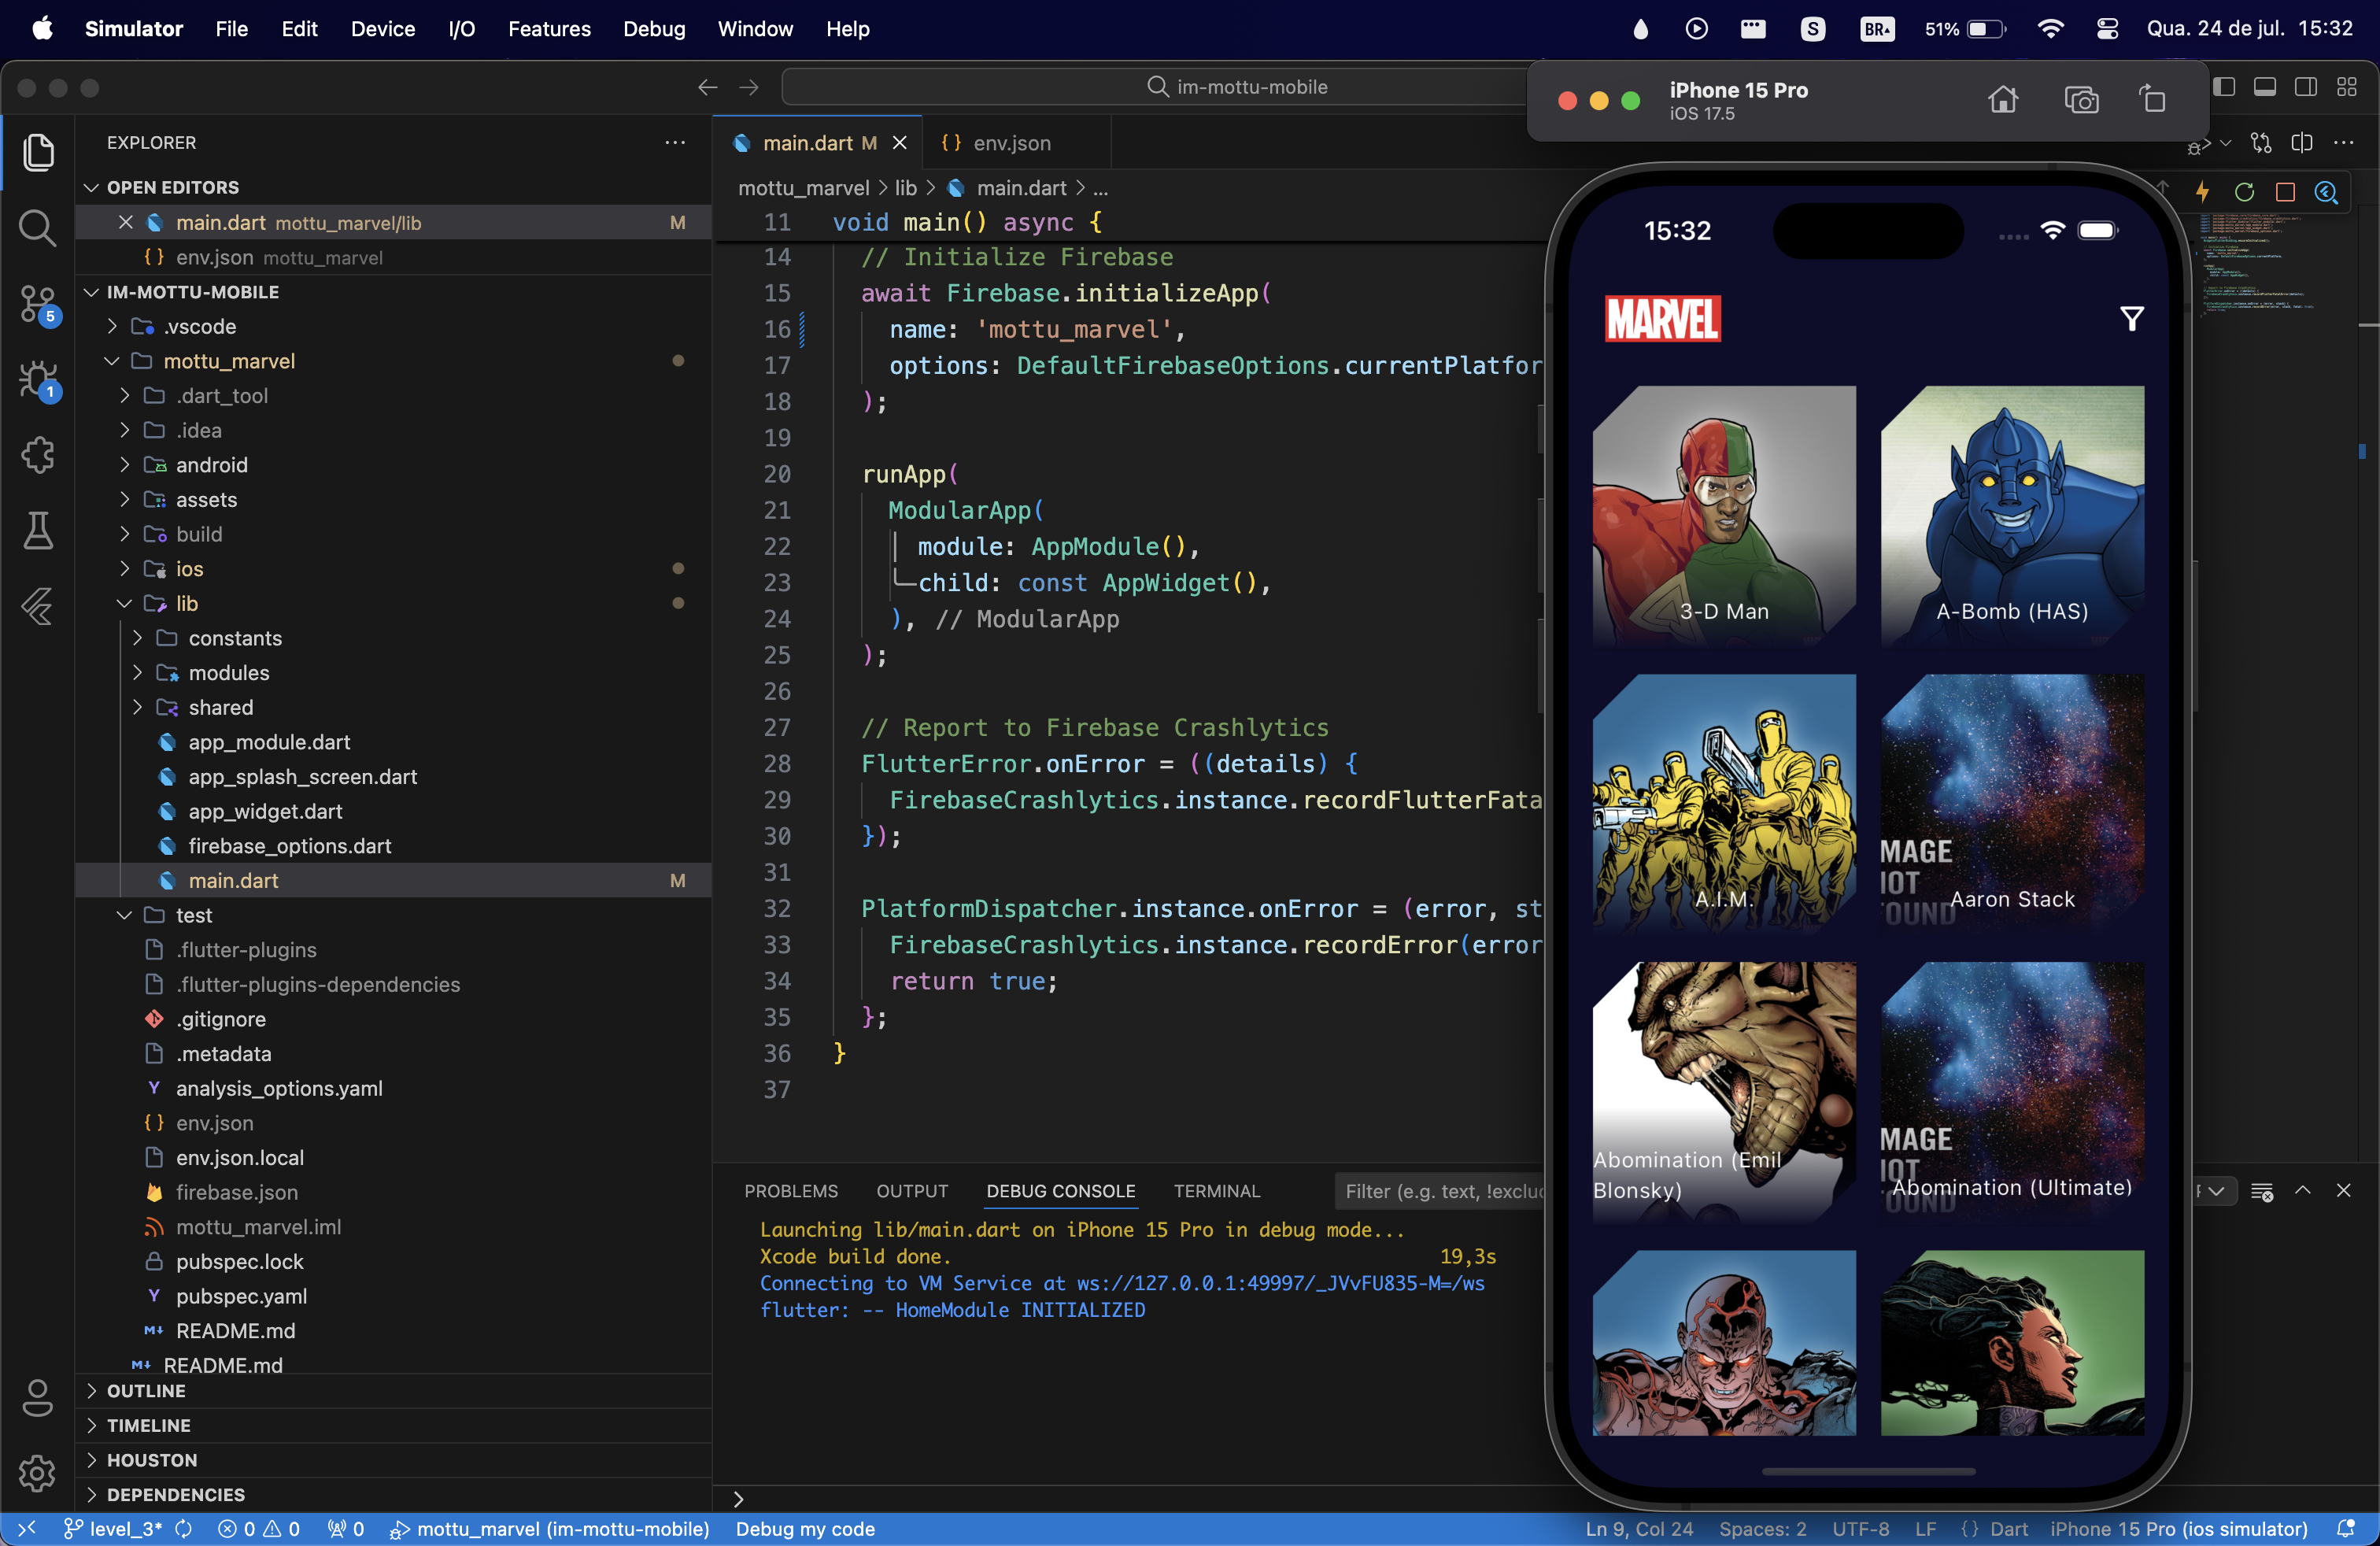 Simulator File Edit Device I/O Features Debug Window Help
S BR 51% Qua. 24 de jul. 15:32
im-mottu-mobile
iPhone 15 Pro
iOS 17.5
EXPLORER
OPEN EDITORS
main.dart mottu_marvel/lib M
env.json mottu_marvel
IM-MOTTU-MOBILE
.vscode
mottu_marvel
.dart_tool
.idea
android
assets
build
ios
lib
constants
modules
shared
app_module.dart
app_splash_screen.dart
app_widget.dart
firebase_options.dart
main.dart M
test
.flutter-plugins
.flutter-plugins-dependencies
.gitignore
.metadata
analysis_options.yaml
env.json
env.json.local
firebase.json
mottu_marvel.iml
pubspec.lock
pubspec.yaml
README.md
README.md
OUTLINE
TIMELINE
HOUSTON
DEPENDENCIES
5
1
main.dart M env.json
mottu_marvel > lib > main.dart > ...
11 void main() async {
14 // Initialize Firebase
15 await Firebase.initializeApp(
16 name: 'mottu_marvel',
17 options: DefaultFirebaseOptions.currentPlatfor
18 );
19
20 runApp(
21 ModularApp(
22 module: AppModule(),
23 child: const AppWidget(),
24 ), // ModularApp
25 );
26
27 // Report to Firebase Crashlytics
28 FlutterError.onError = ((details) {
29 FirebaseCrashlytics.instance.recordFlutterFata
30 });
31
32 PlatformDispatcher.instance.onError = (error, st
33 FirebaseCrashlytics.instance.recordError(error
34 return true;
35 };
36 }
37
PROBLEMS OUTPUT DEBUG CONSOLE TERMINAL Filter (e.g. text, !exclu
Launching lib/main.dart on iPhone 15 Pro in debug mode...
Xcode build done. 19,3s
Connecting to VM Service at ws://127.0.0.1:49997/_JVvFU835-M=/ws
flutter: -- HomeModule INITIALIZED
15:32
MARVEL
3-D Man
A-Bomb (HAS)
A.I.M.
MAGE
IOT
OUND
Aaron Stack
Abomination (Emil
Blonsky)
MAGE
IOT
OUND
Abomination (Ultimate)
level_3* 0 0 0 mottu_marvel (im-mottu-mobile) Debug my code
Ln 9, Col 24 Spaces: 2 UTF-8 LF {} Dart iPhone 15 Pro (ios simulator)